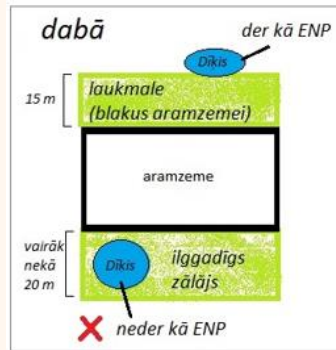 dabā
der kā ENP
Dīķis
15 m
laukmale
(blakus aramzemei)
aramzeme
vairāk
nekā
20 m
Dīķis
ilggadīgs
zālājs
neder kā ENP